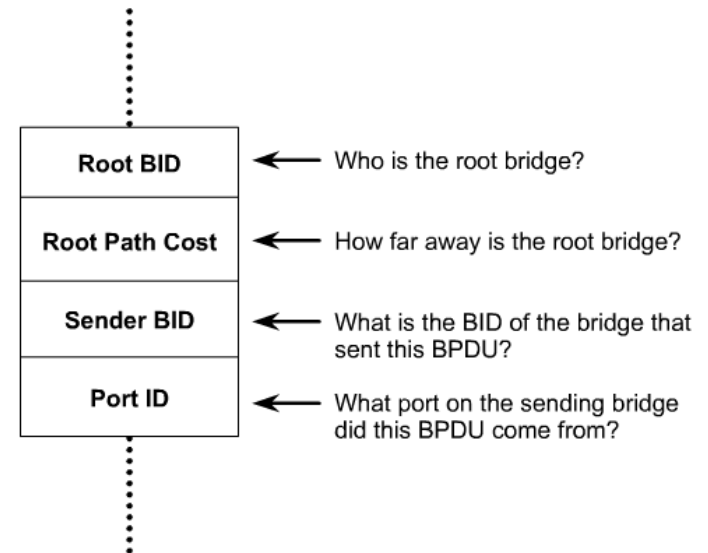 Root BID
Who is the root bridge?
Root Path Cost
How far away is the root bridge?
Sender BID
What is the BID of the bridge that
sent this BPDU?
Port ID
What port on the sending bridge
did this BPDU come from?